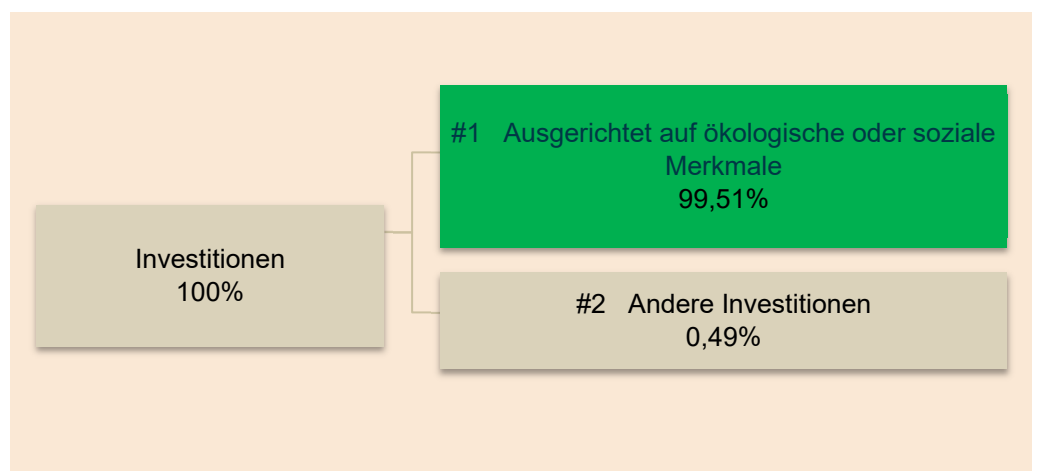 #1 Ausgerichtet auf ökologische oder soziale
Merkmale
99,51%
Investitionen
100%
#2 Andere Investitionen
0,49%